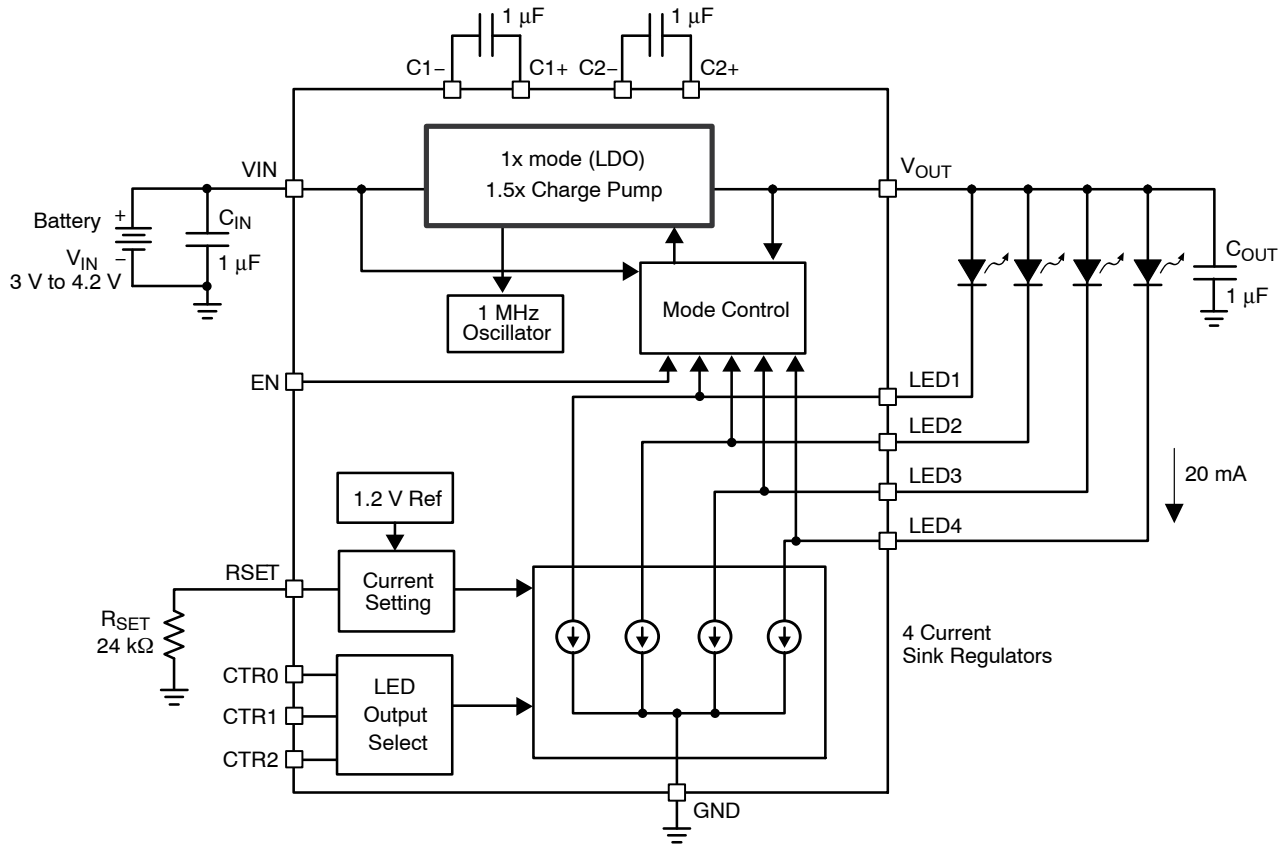 1 μF
1 μF
C1−
C1+
C2−
C2+
VIN
1x mode (LDO)
1.5x Charge Pump
VOUT
Battery
+
−
VIN
3 V to 4.2 V
CIN
1 μF
1 MHz
Oscillator
Mode Control
COUT
1 μF
EN
LED1
LED2
LED3
LED4
20 mA
1.2 V Ref
RSET
Current
Setting
RSET
24 kΩ
4 Current
Sink Regulators
CTR0
CTR1
CTR2
LED
Output
Select
GND